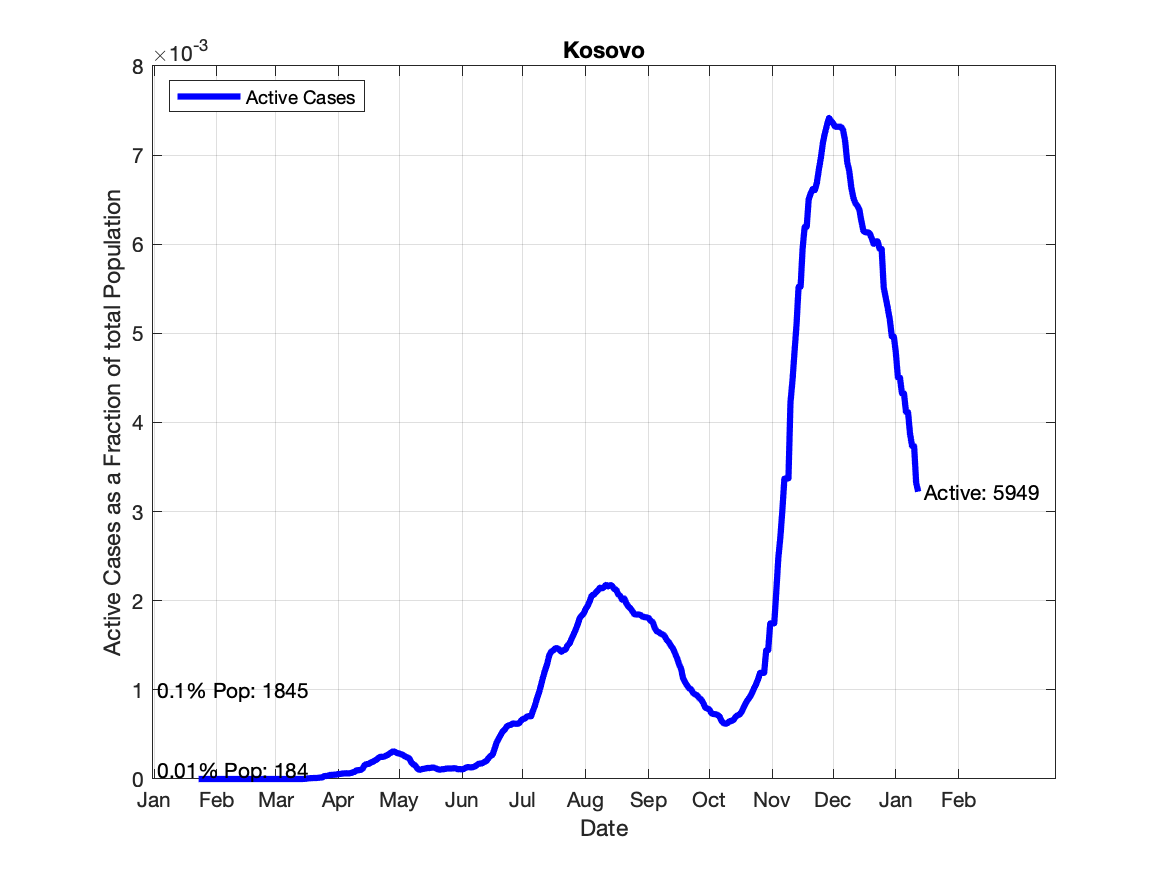 Kosovo
×10-3
Active Cases
8
7
6
5
4
3
2
1
0
Active Cases as a Fraction of total Population
Active: 5949
0.1% Pop: 1845
0.01% Pop: 184
Jan Feb Mar Apr May Jun Jul Aug Sep Oct Nov Dec Jan Feb
Date